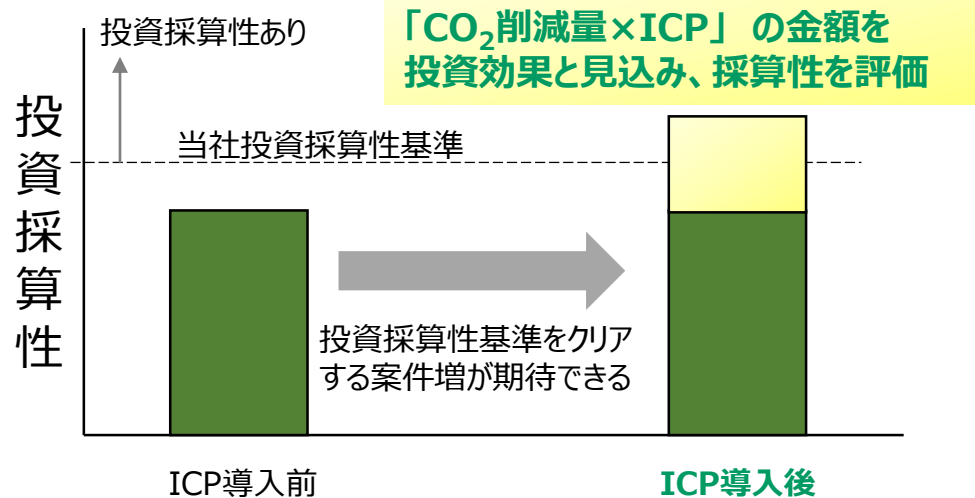 「CO₂削減量×ICP」の金額を
投資効果と見込み、採算性を評価
投資採算性あり
当社投資採算性基準
投資採算性
投資採算性基準をクリア
する案件増が期待できる
ICP導入前
ICP導入後